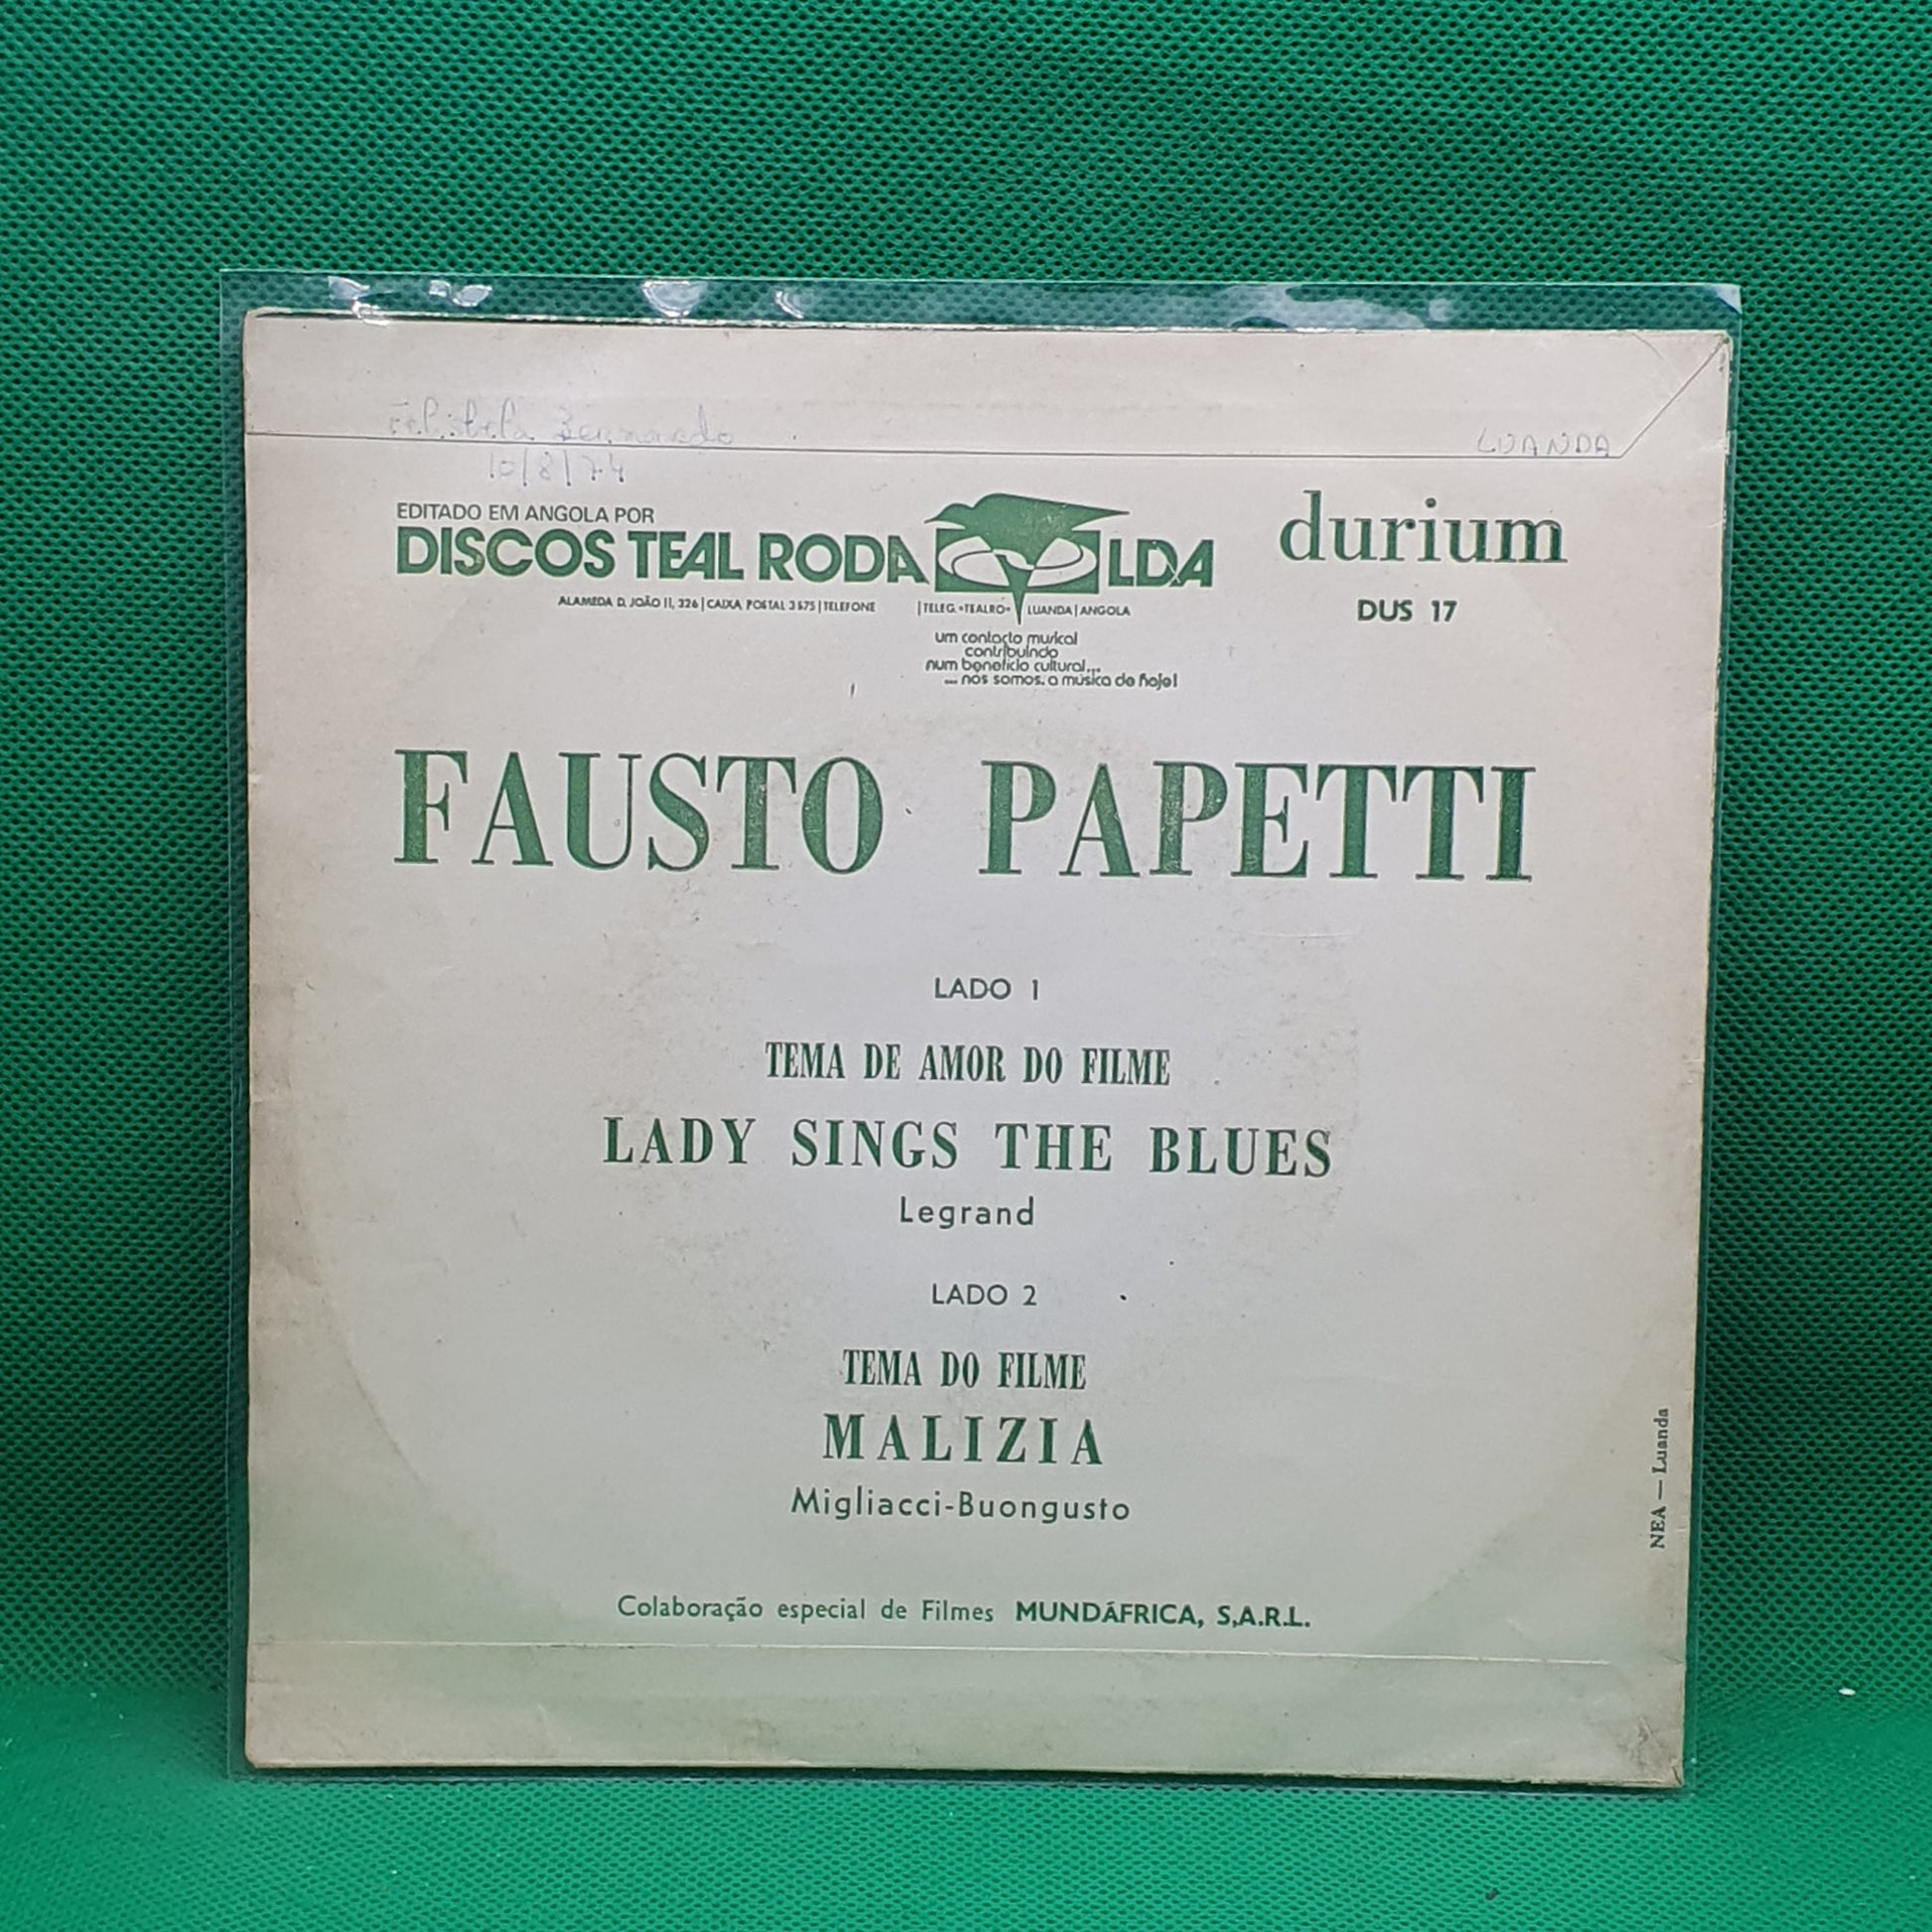 Bernardo
LUANDA
10/8/74
EDITADO EM ANGOLA POR
DISCOS TEAL RODA LDA
durium
ALAMEDA D. JOÃO II, 326 | CAIXA POSTAL 3575 | TELEFONE | TELEG. «TEALRO» | LUANDA | ANGOLA
DUS 17
um contacto musical
contribuindo
num beneficio cultural...
... nós somos. a música de hoje!
FAUSTO PAPETTI
LADO 1
TEMA DE AMOR DO FILME
LADY SINGS THE BLUES
Legrand
LADO 2
TEMA DO FILME
MALIZIA
Migliacci-Buongusto
Colaboração especial de Filmes MUNDÁFRICA, S,A.R.L.
NEA — Luanda